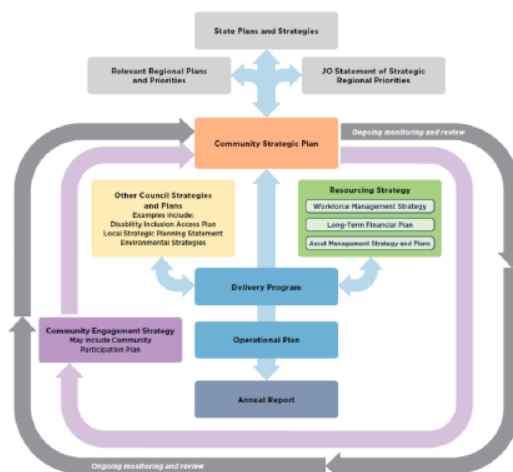 State Plans and Strategies
Relevant Regional Plans
and Priorities
JO Statement of Strategic
Regional Priorities
Ongoing monitoring and review
Community Strategic Plan
Other Council Strategies
and Plans
Examples include:
Disability Inclusion Access Plan
Local Strategic Planning Statement
Environmental Strategies
Resourcing Strategy
Workforce Management Strategy
Long-Term Financial Plan
Asset Management Strategy and Plans
Delivery Program
Community Engagement Strategy
May include Community
Participation Plan
Operational Plan
Annual Report
Ongoing monitoring and review